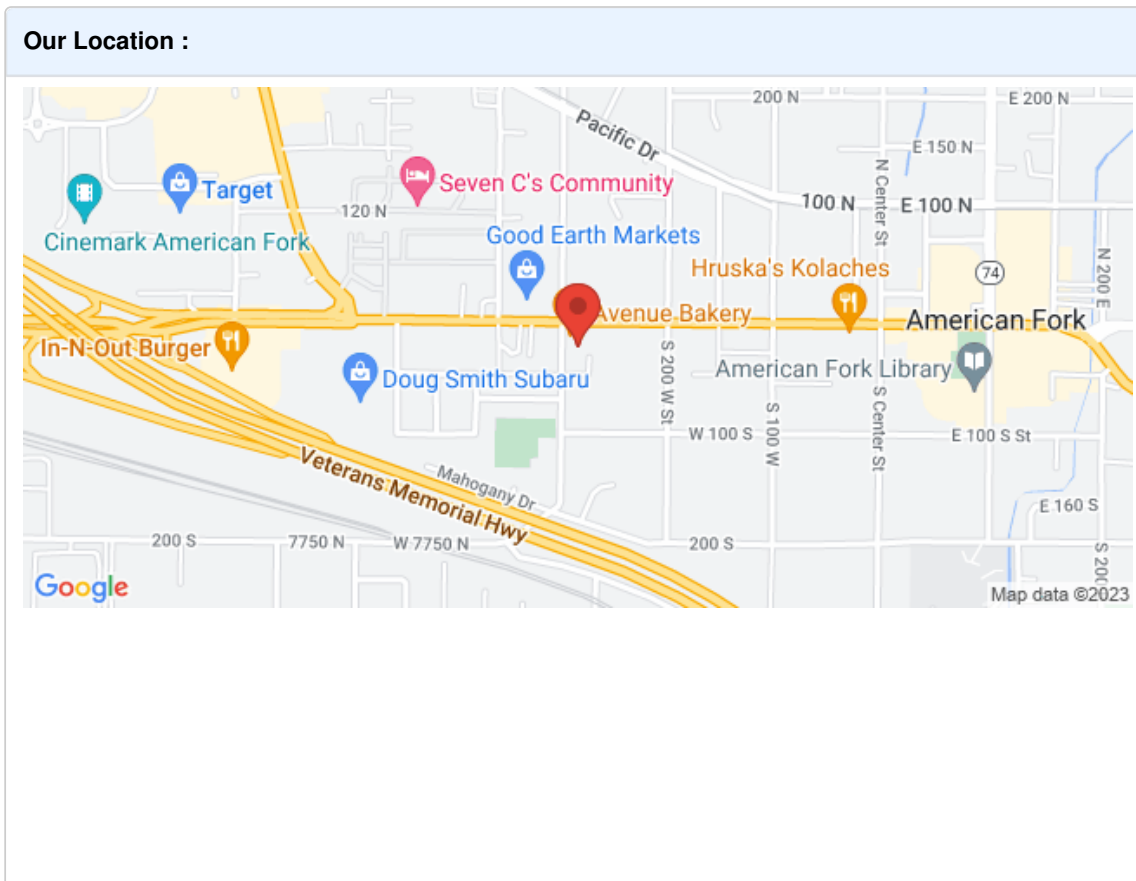 Our Location :
200 N
E 200 N
Pacific Dr
E 150 N
N Center St
Target
Seven C's Community
120 N
100 N
E 100 N
Cinemark American Fork
Good Earth Markets
Hruska's Kolaches
74
N 200 E
Avenue Bakery
American Fork
In-N-Out Burger
Doug Smith Subaru
S 200 W St
American Fork Library
S 100 W
S Center St
W 100 S
E 100 S St
Veterans Memorial Hwy
Mahogany Dr
E 160 S
200 S
7750 N
W 7750 N
200 S
Google
Map data ©2023